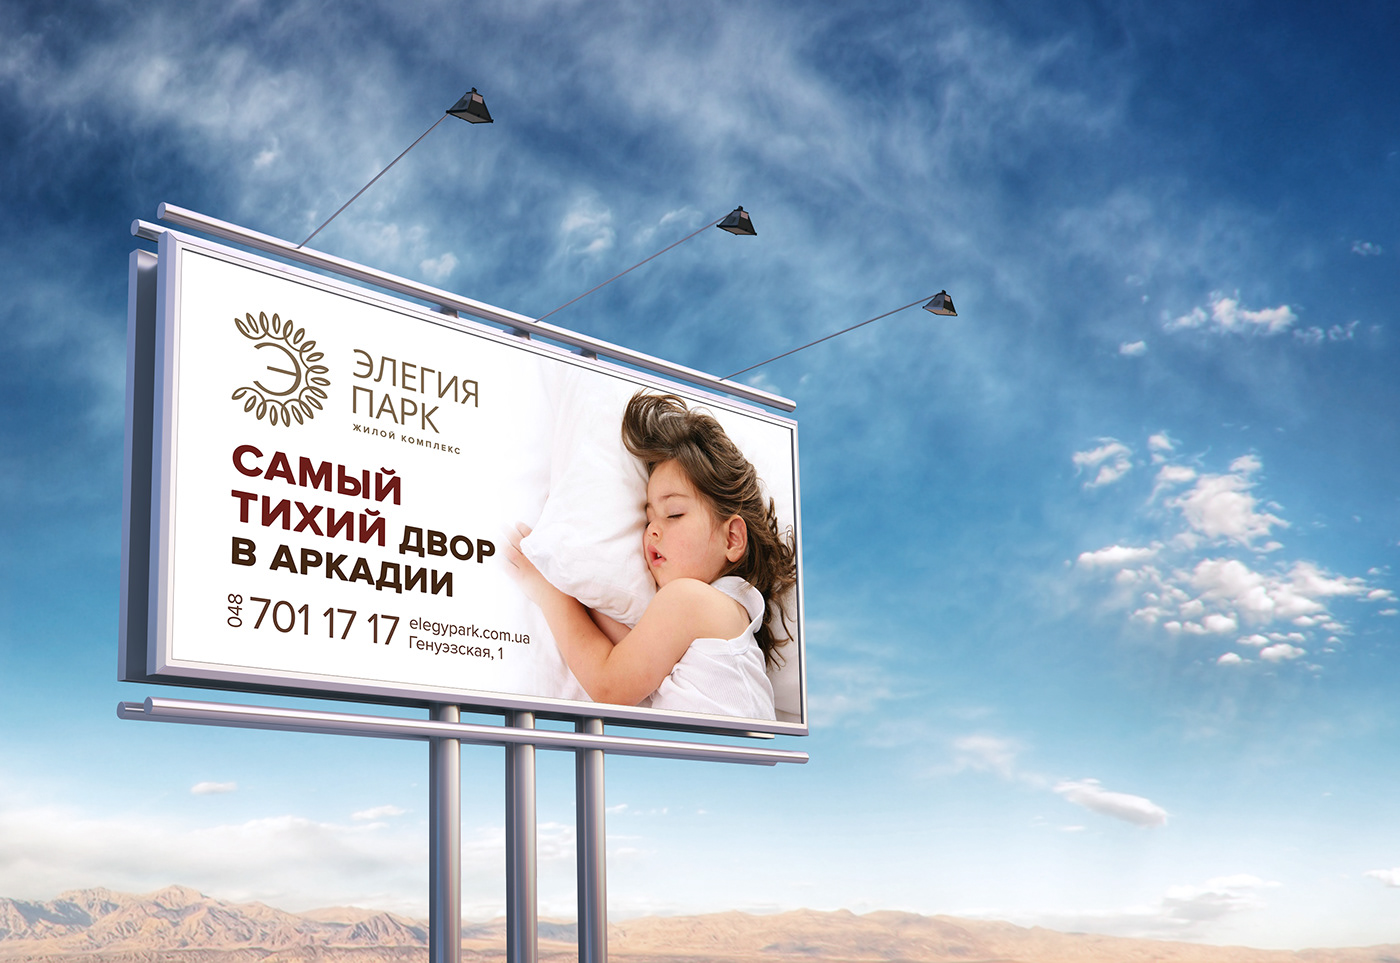 Э
ЭЛЕГИЯ
ПАРК
ЖИЛОЙ КОМПЛЕКС
САМЫЙ
ТИХИЙ ДВОР
В АРКАДИИ
048 701 17 17
elegypark.com.ua
Генуэзская, 1